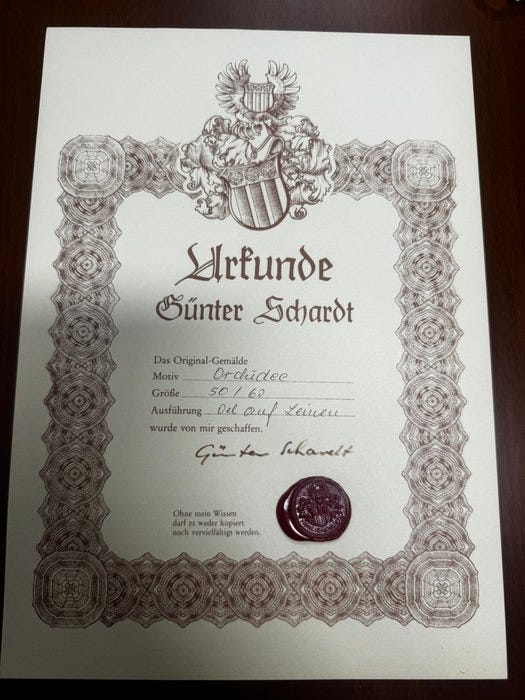 Urkunde
Günter Schardt
Das Original-Gemälde
Motiv Orchidee
Größe 50/60
Ausführung Oel auf Leinen
wurde von mir geschaffen.
Günter Schardt
Ohne mein Wissen
darf es weder kopiert
noch vervielfältigt werden.